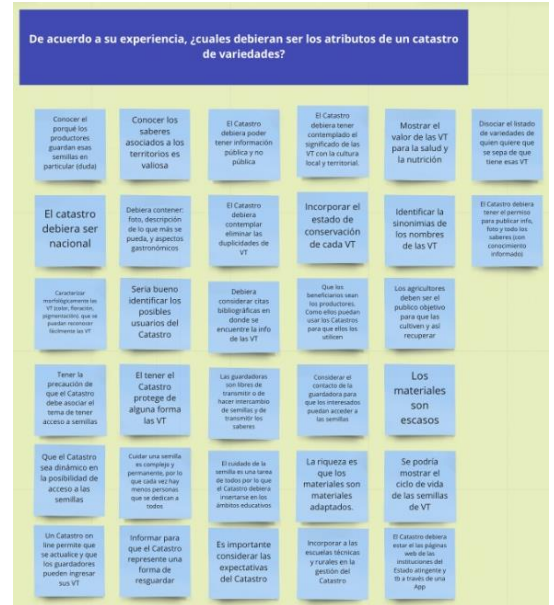 De acuerdo a su experiencia, ¿cuales debieran ser los atributos de un catastro
de variedades?
Conocer el
porqué los
productores
guardan esas
semillas en
particular (duda)
Conocer los
saberes
asociados a los
territorios es
valiosa
El Catastro
debiera poder
tener información
pública y no
pública
El Catastro
debiera tener
contemplado el
significado de las
VT con la cultura
local y territorial.
Mostrar el
valor de las VT
para la salud y
la nutrición
Disociar el listado
de variedades de
quien quiere que
se sepa de que
tiene esas VT
El catastro
debiera ser
nacional
Debiera contener:
foto, descripción
de lo que más se
pueda, y aspectos
gastronómicos
El Catastro
debiera
contemplar
eliminar las
duplicidades de
VT
Incorporar el
estado de
conservación
de cada VT
Identificar la
sinonimias de
los nombres
de las VT
El Catastro debiera
tener el permiso
para publicar info,
foto y todo los
saberes (con
conocimiento
informado)
Caracterizar
morfológicamente las
VT (color, floración,
pigmentación), que se
puedan reconocer
fácilmente las VT
Seria bueno
identificar los
posibles
usuarios del
Catastro
Debiera
considerar citas
bibliográficas en
donde se
encuentre la info
de las VT
Que los
beneficiarios sean
los productores.
Como ellos puedan
usar los Catastros
para que ellos los
utilicen
Los agricultores
deben ser el
publico objetivo
para que las
cultiven y así
recuperar
Tener la
precaución de
que el Catastro
debe asociar el
tema de tener
acceso a semillas
El tener el
Catastro
protege de
alguna forma
las VT
Las guardadoras
son libres de
transmitir o de
hacer intercambio
de semillas y de
transmitir los
saberes
Considerar el
contacto de la
guardadora para
que los interesados
puedan acceder a
las semillas
Los
materiales
son
escasos
Que el Catastro
sea dinámico en
la posibilidad de
acceso a las
semillas
Cuidar una semilla
es complejo y
permanente, por lo
que cada vez hay
menos personas
que se dedican a
todos
El cuidado de la
semilla es una tarea de
todos por lo que
el Catastro debiera
insertarse en los
ámbitos educativos
La riqueza es
que los
materiales son
materiales
adaptados.
Se podría
mostrar el
ciclo de vida
de las semillas
de VT
Un Catastro on
line permite que
se actualice y que
los guardadores
pueden ingresar
sus VT
Informar para
que el Catastro
represente una
forma de
resguardar
Es importante
considerar las
expectativas
del Catastro
Incorporar a las
escuelas técnicas
y rurales en la
gestión del
Catastro
El Catastro debiera
estar el las páginas
web de las
instituciones del
Estado atingente y
tb a través de una
App